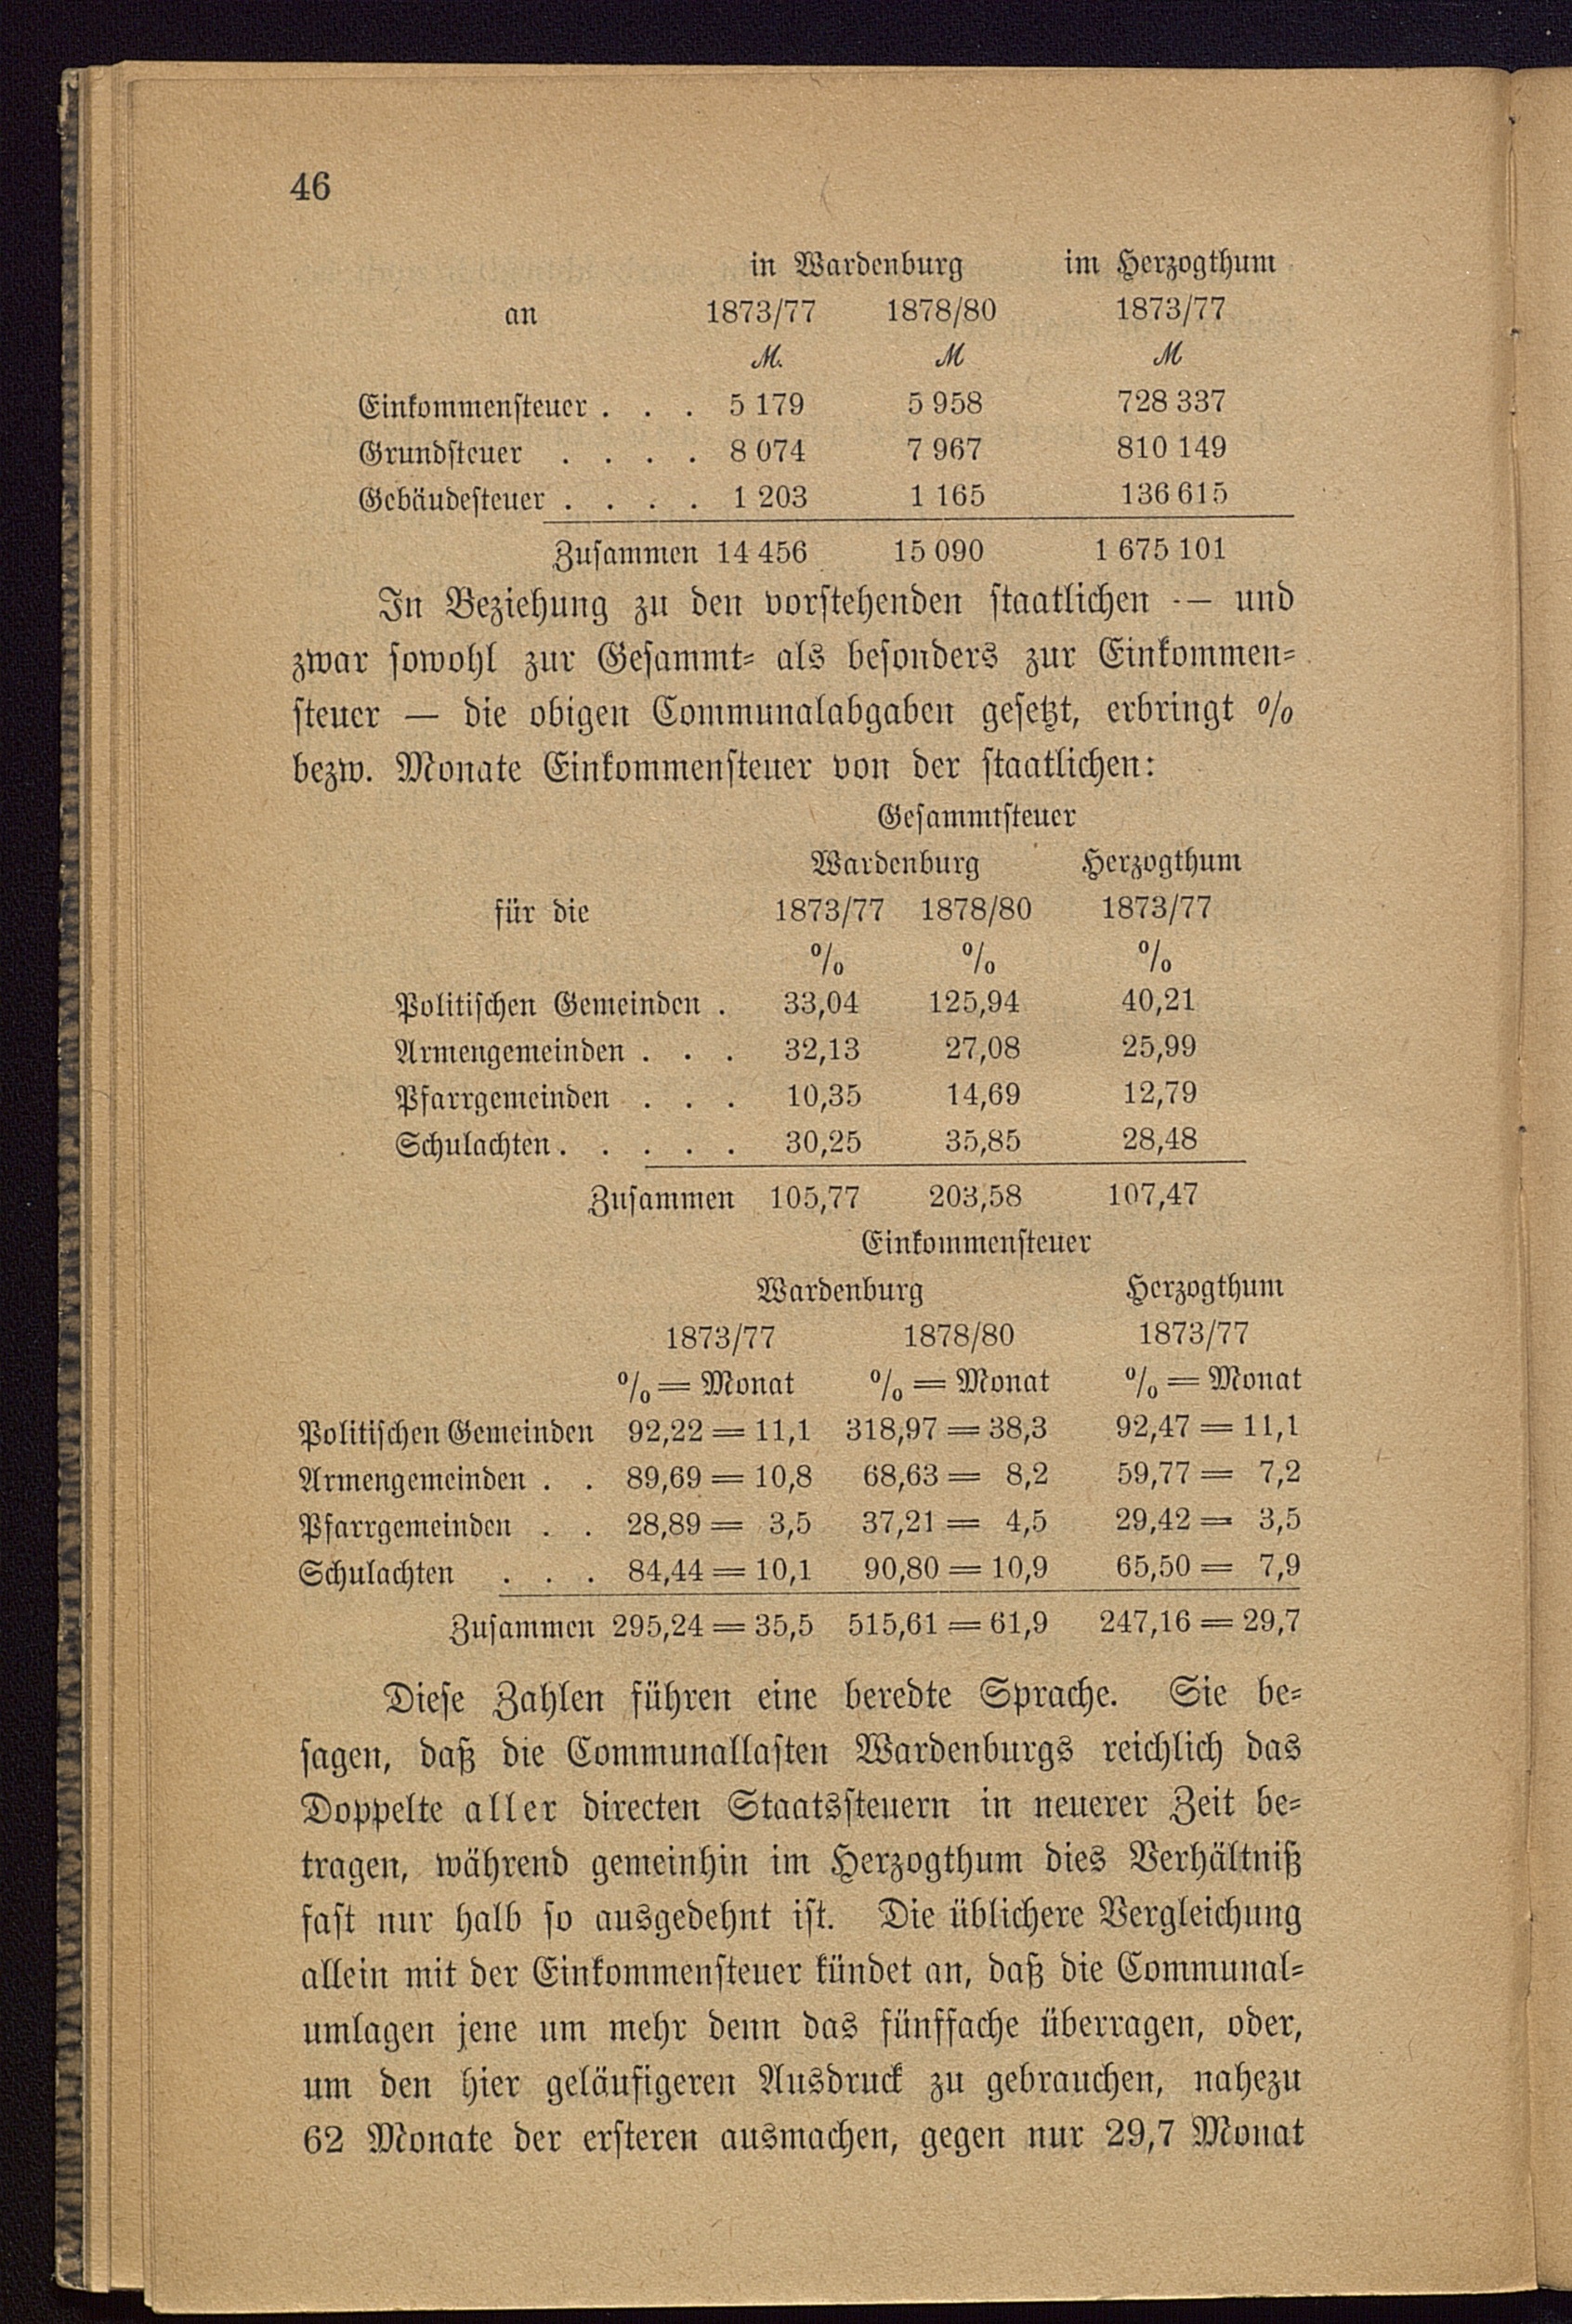 46
in Wardenburg im Herzogthum
an 1873/77 1878/80 1873/77
M. M M
Einkommensteuer . . . 5 179 5 958 728 337
Grundsteuer . . . . 8 074 7 967 810 149
Gebäudesteuer . . . . 1 203 1 165 136 615
Zusammen 14 456 15 090 1 675 101
In Beziehung zu den vorstehenden staatlichen — und
zwar sowohl zur Gesammt= als besonders zur Einkommen=
steuer — die obigen Communalabgaben gesetzt, erbringt %
bezw. Monate Einkommensteuer von der staatlichen:
Gesammtsteuer
Wardenburg Herzogthum
für die 1873/77 1878/80 1873/77
% % %
Politischen Gemeinden . 33,04 125,94 40,21
Armengemeinden . . . 32,13 27,08 25,99
Pfarrgemeinden . . . 10,35 14,69 12,79
Schulachten . . . . . 30,25 35,85 28,48
Zusammen 105,77 203,58 107,47
Einkommensteuer
Wardenburg Herzogthum
1873/77 1878/80 1873/77
% = Monat % = Monat % = Monat
Politischen Gemeinden 92,22 = 11,1 318,97 = 38,3 92,47 = 11,1
Armengemeinden . . 89,69 = 10,8 68,63 = 8,2 59,77 = 7,2
Pfarrgemeinden . . 28,89 = 3,5 37,21 = 4,5 29,42 = 3,5
Schulachten . . . 84,44 = 10,1 90,80 = 10,9 65,50 = 7,9
Zusammen 295,24 = 35,5 515,61 = 61,9 247,16 = 29,7
Diese Zahlen führen eine beredte Sprache. Sie be=
sagen, daß die Communallasten Wardenburgs reichlich das
Doppelte aller directen Staatssteuern in neuerer Zeit be=
tragen, während gemeinhin im Herzogthum dies Verhältniß
fast nur halb so ausgedehnt ist. Die üblichere Vergleichung
allein mit der Einkommensteuer kündet an, daß die Communal=
umlagen jene um mehr denn das fünffache überragen, oder,
um den hier geläufigeren Ausdruck zu gebrauchen, nahezu
62 Monate der ersteren ausmachen, gegen nur 29,7 Monat